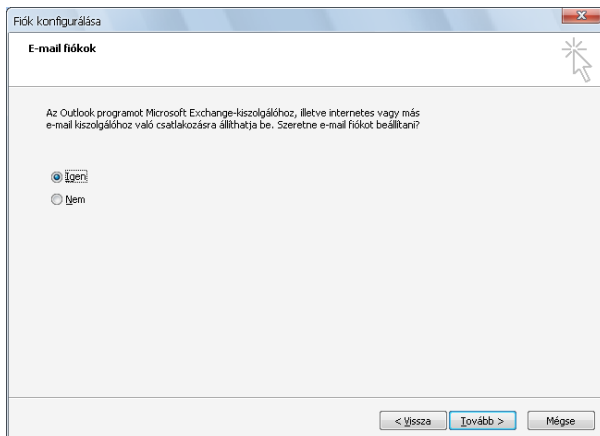 Fiók konfigurálása
E-mail fiókok
Az Outlook programot Microsoft Exchange-kiszolgálóhoz, illetve internetes vagy más
e-mail kiszolgálóhoz való csatlakozásra állíthatja be. Szeretne e-mail fiókot beállítani?
Igen
Nem
< Vissza
Tovább >
Mégse